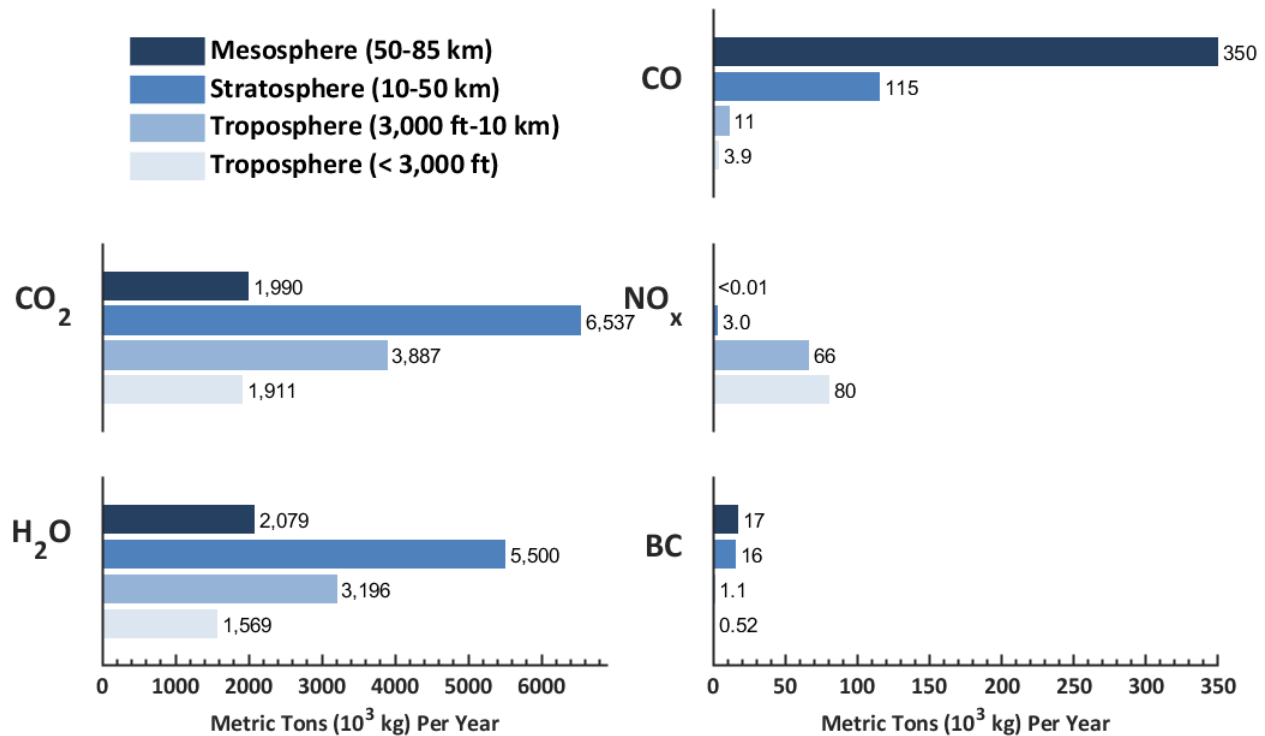 Mesosphere (50-85 km)
Stratosphere (10-50 km)
Troposphere (3,000 ft-10 km)
Troposphere (< 3,000 ft)
CO
350
115
11
3.9
CO₂
1,990
6,537
3,887
1,911
NOₓ
<0.01
3.0
66
80
H₂O
2,079
5,500
3,196
1,569
BC
17
16
1.1
0.52
0 1000 2000 3000 4000 5000 6000
Metric Tons (10³ kg) Per Year
0 50 100 150 200 250 300 350
Metric Tons (10³ kg) Per Year